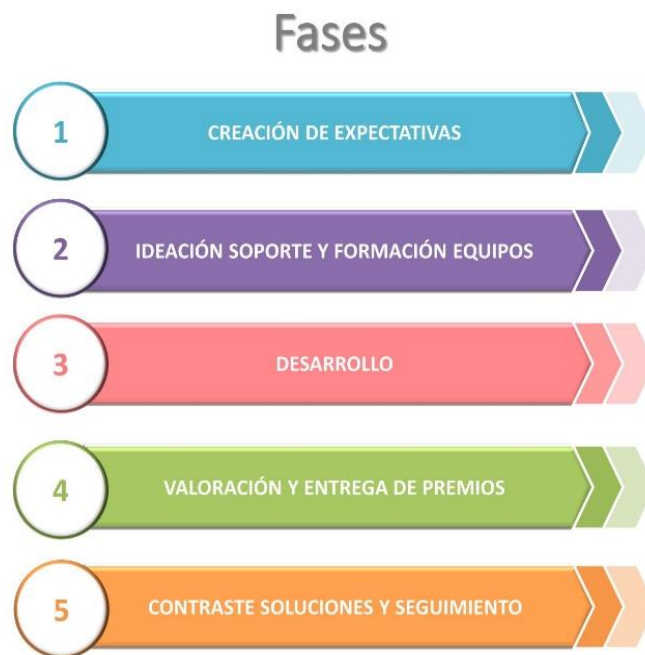 Fases
1 CREACIÓN DE EXPECTATIVAS
2 IDEACIÓN SOPORTE Y FORMACIÓN EQUIPOS
3 DESARROLLO
4 VALORACIÓN Y ENTREGA DE PREMIOS
5 CONTRASTE SOLUCIONES Y SEGUIMIENTO